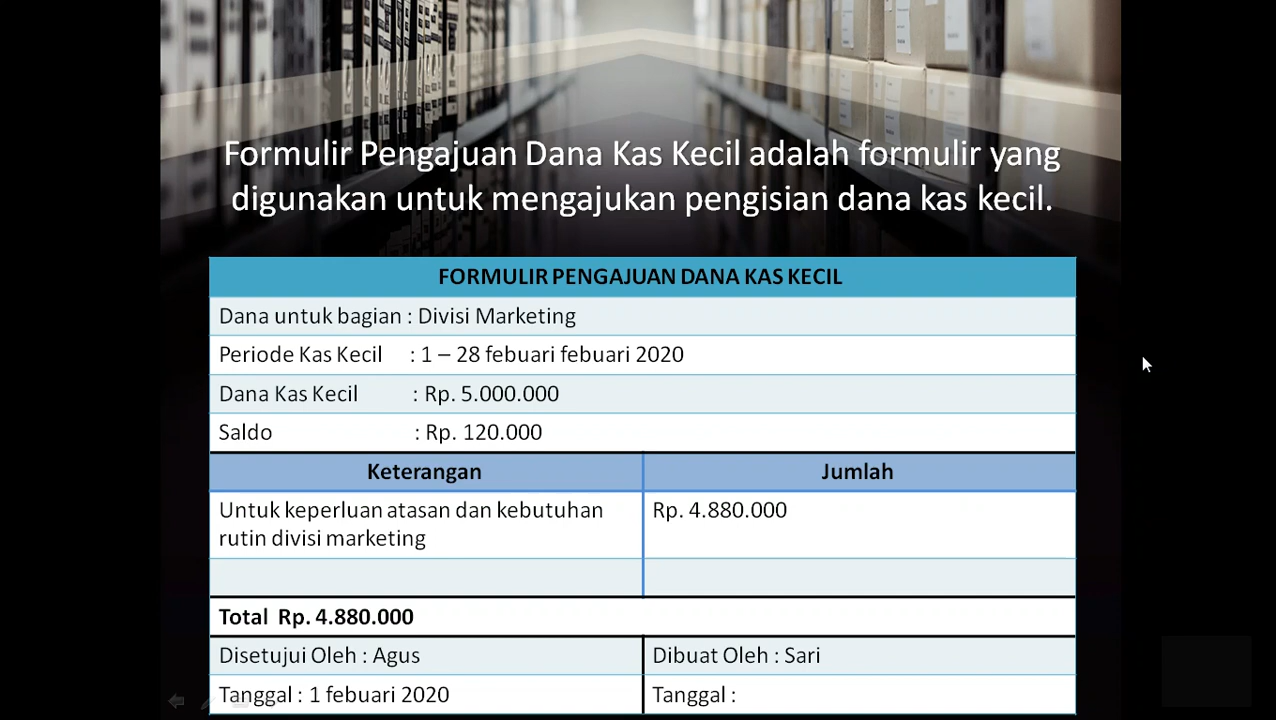 Formulir Pengajuan Dana Kas Kecil adalah formulir yang
digunakan untuk mengajukan pengisian dana kas kecil.
FORMULIR PENGAJUAN DANA KAS KECIL
Dana untuk bagian : Divisi Marketing
Periode Kas Kecil : 1 – 28 febuari febuari 2020
Dana Kas Kecil : Rp. 5.000.000
Saldo : Rp. 120.000
Keterangan Jumlah
Untuk keperluan atasan dan kebutuhan Rp. 4.880.000
rutin divisi marketing
Total Rp. 4.880.000
Disetujui Oleh : Agus Dibuat Oleh : Sari
Tanggal : 1 febuari 2020 Tanggal :